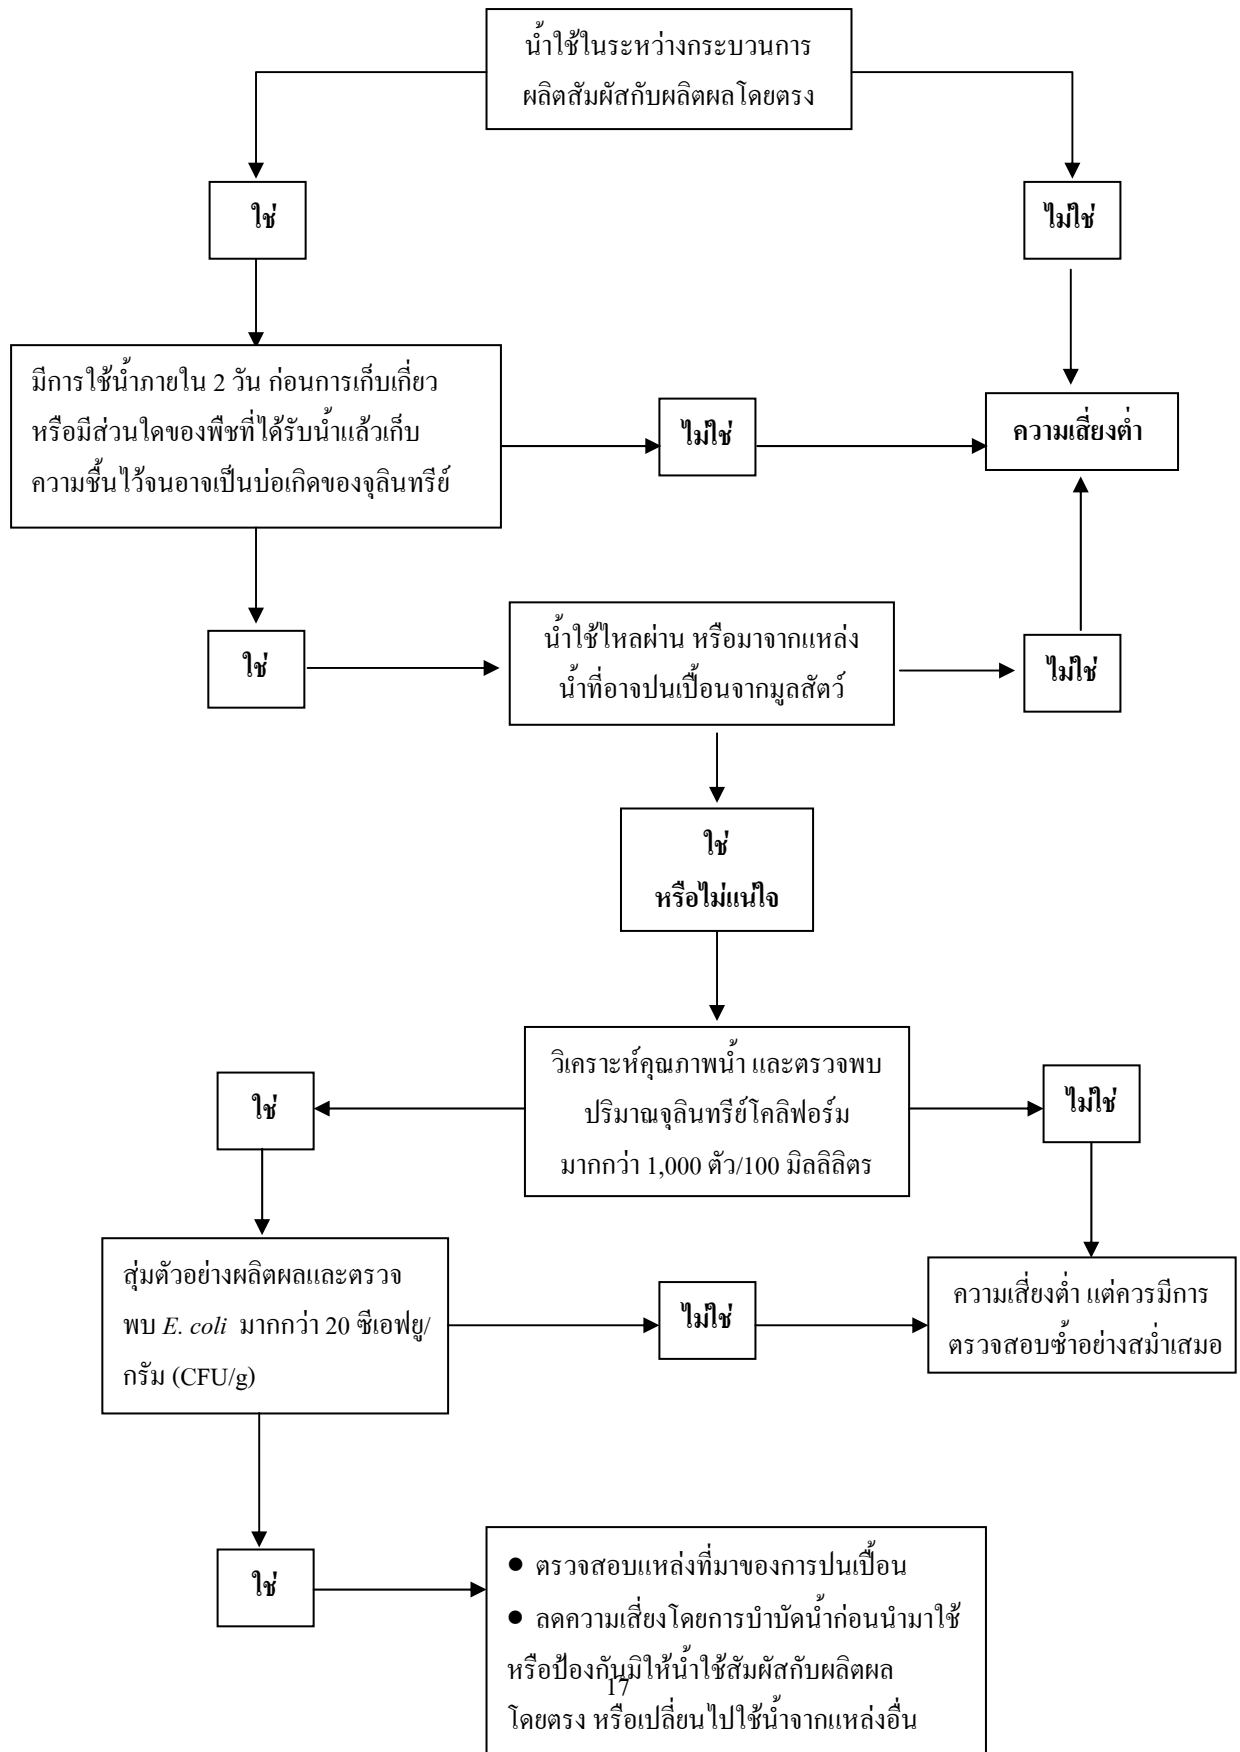 น้ำใช้ในระหว่างกระบวนการ
ผลิตสัมผัสกับผลิตผลโดยตรง
ใช่
ไม่ใช่
มีการใช้น้ำภายใน 2 วัน ก่อนการเก็บเกี่ยว
หรือมีส่วนใดของพืชที่ได้รับน้ำแล้วเก็บ
ความชื้นไว้จนอาจเป็นบ่อเกิดของจุลินทรีย์
ไม่ใช่
ความเสี่ยงต่ำ
ใช่
น้ำใช้ไหลผ่าน หรือมาจากแหล่ง
น้ำที่อาจปนเปื้อนจากมูลสัตว์
ไม่ใช่
ใช่
หรือไม่แน่ใจ
วิเคราะห์คุณภาพน้ำ และตรวจพบ
ปริมาณจุลินทรีย์โคลิฟอร์ม
มากกว่า 1,000 ตัว/100 มิลลิลิตร
ใช่
ไม่ใช่
สุ่มตัวอย่างผลิตผลและตรวจ
พบ E. coli มากกว่า 20 ซีเอฟยู/
กรัม (CFU/g)
ไม่ใช่
ความเสี่ยงต่ำ แต่ควรมีการ
ตรวจสอบซ้ำอย่างสม่ำเสมอ
ใช่
● ตรวจสอบแหล่งที่มาของการปนเปื้อน
● ลดความเสี่ยงโดยการบำบัดน้ำก่อนนำมาใช้
หรือป้องกันมิให้น้ำใช้สัมผัสกับผลิตผล
โดยตรง หรือเปลี่ยนไปใช้น้ำจากแหล่งอื่น
17